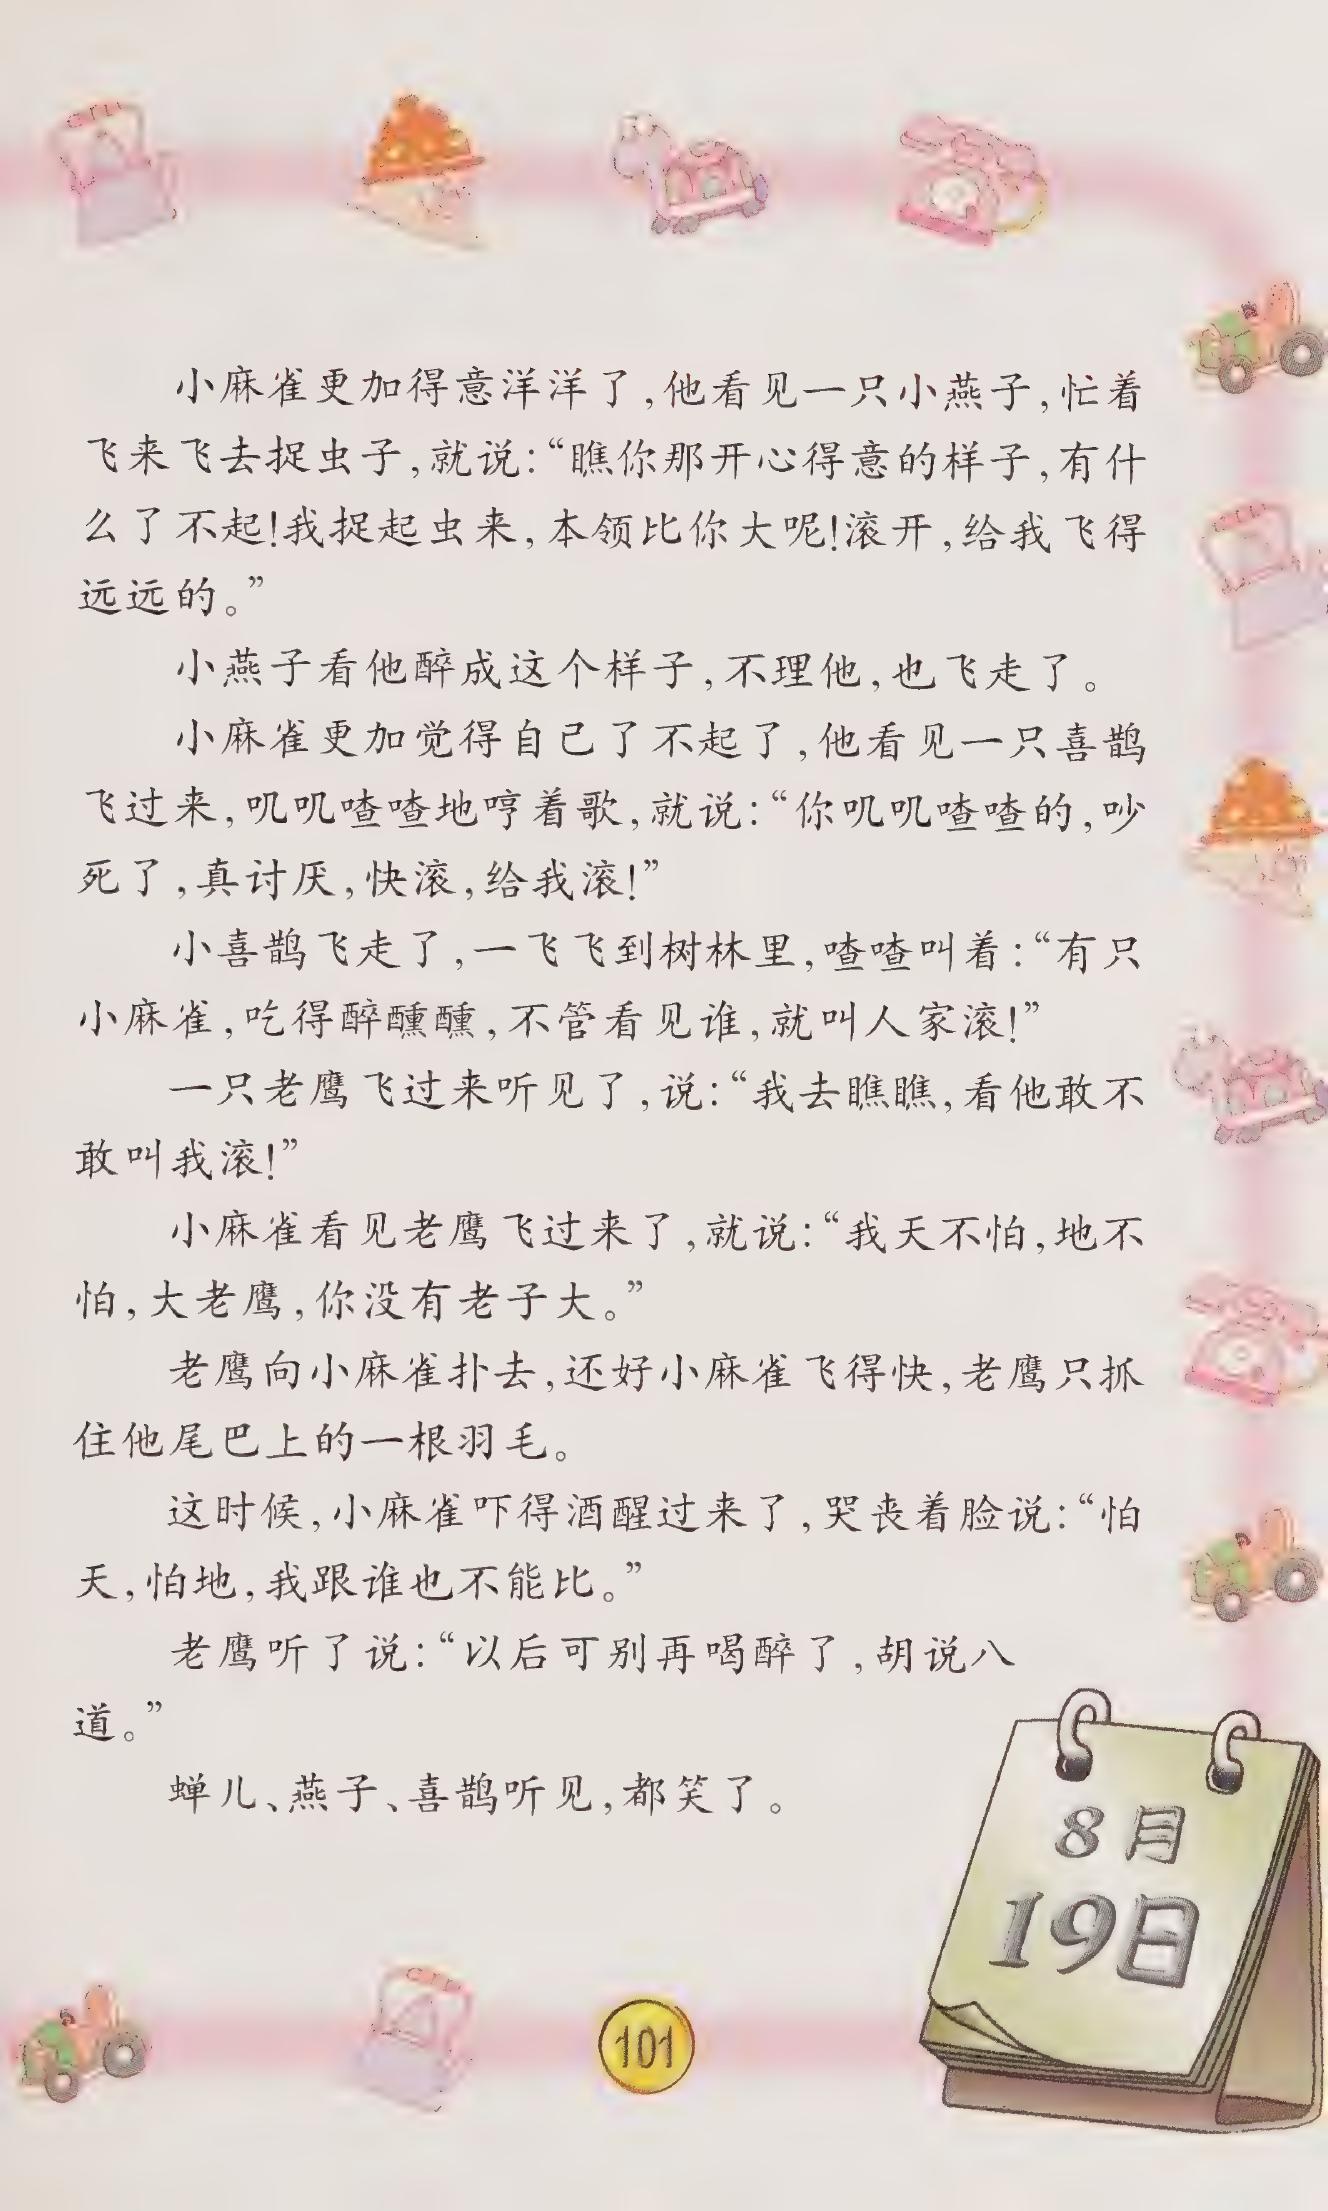 小麻雀更加得意洋洋了,他看见一只小燕子,忙着
飞来飞去捉虫子,就说:“瞧你那开心得意的样子,有什
么了不起!我捉起虫来,本领比你大呢!滚开,给我飞得
远远的。”
小燕子看他醉成这个样子,不理他,也飞走了。
小麻雀更加觉得自己了不起了,他看见一只喜鹊
飞过来,叽叽喳喳地哼着歌,就说:“你叽叽喳喳的,吵
死了,真讨厌,快滚,给我滚!”
小喜鹊飞走了,一飞飞到树林里,喳喳叫着:“有只
小麻雀,吃得醉醺醺,不管看见谁,就叫人家滚!”
一只老鹰飞过来听见了,说:“我去瞧瞧,看他敢不
敢叫我滚!”
小麻雀看见老鹰飞过来了,就说:“我天不怕,地不
怕,大老鹰,你没有老子大。”
老鹰向小麻雀扑去,还好小麻雀飞得快,老鹰只抓
住他尾巴上的一根羽毛。
这时候,小麻雀吓得酒醒过来了,哭丧着脸说:“怕
天,怕地,我跟谁也不能比。”
老鹰听了说:“以后可别再喝醉了,胡说八
道。”
蝉儿、燕子、喜鹊听见,都笑了。
8月
19日
101